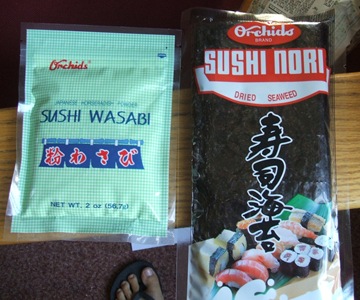 Orchids
JAPANESE HORSERADISH POWDER
SUSHI WASABI
粉わさび
NET WT. 2 oz (56.7g)
Orchids
BRAND
SUSHI NORI
DRIED SEAWEED
寿司海苔